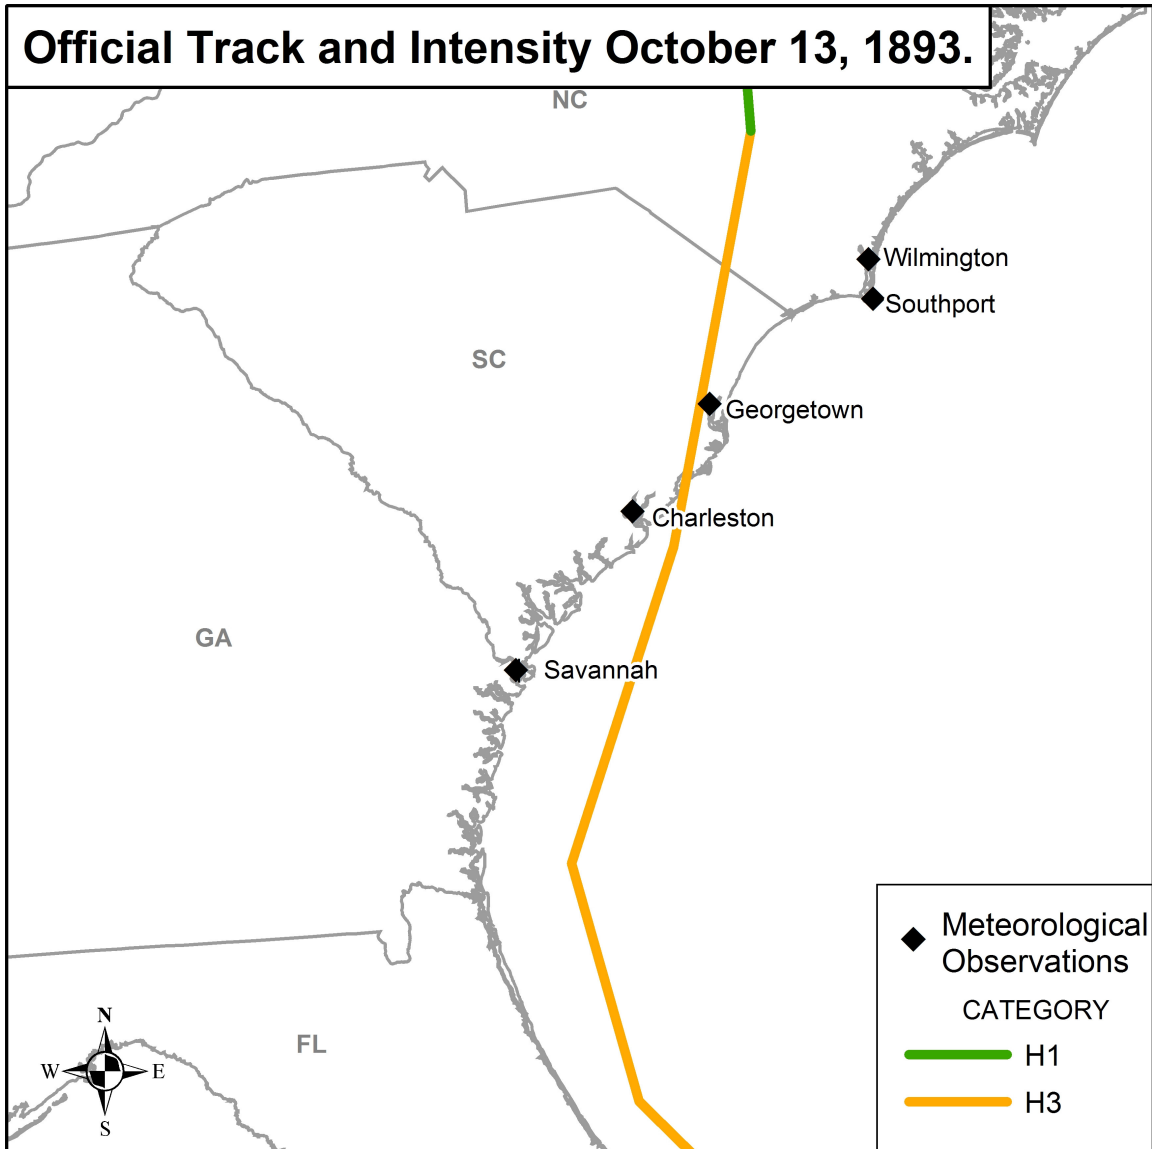 Official Track and Intensity October 13, 1893.
NC
Wilmington
Southport
SC
Georgetown
Charleston
GA
Savannah
Meteorological
Observations
CATEGORY
N
FL
W
E
H1
H3
S